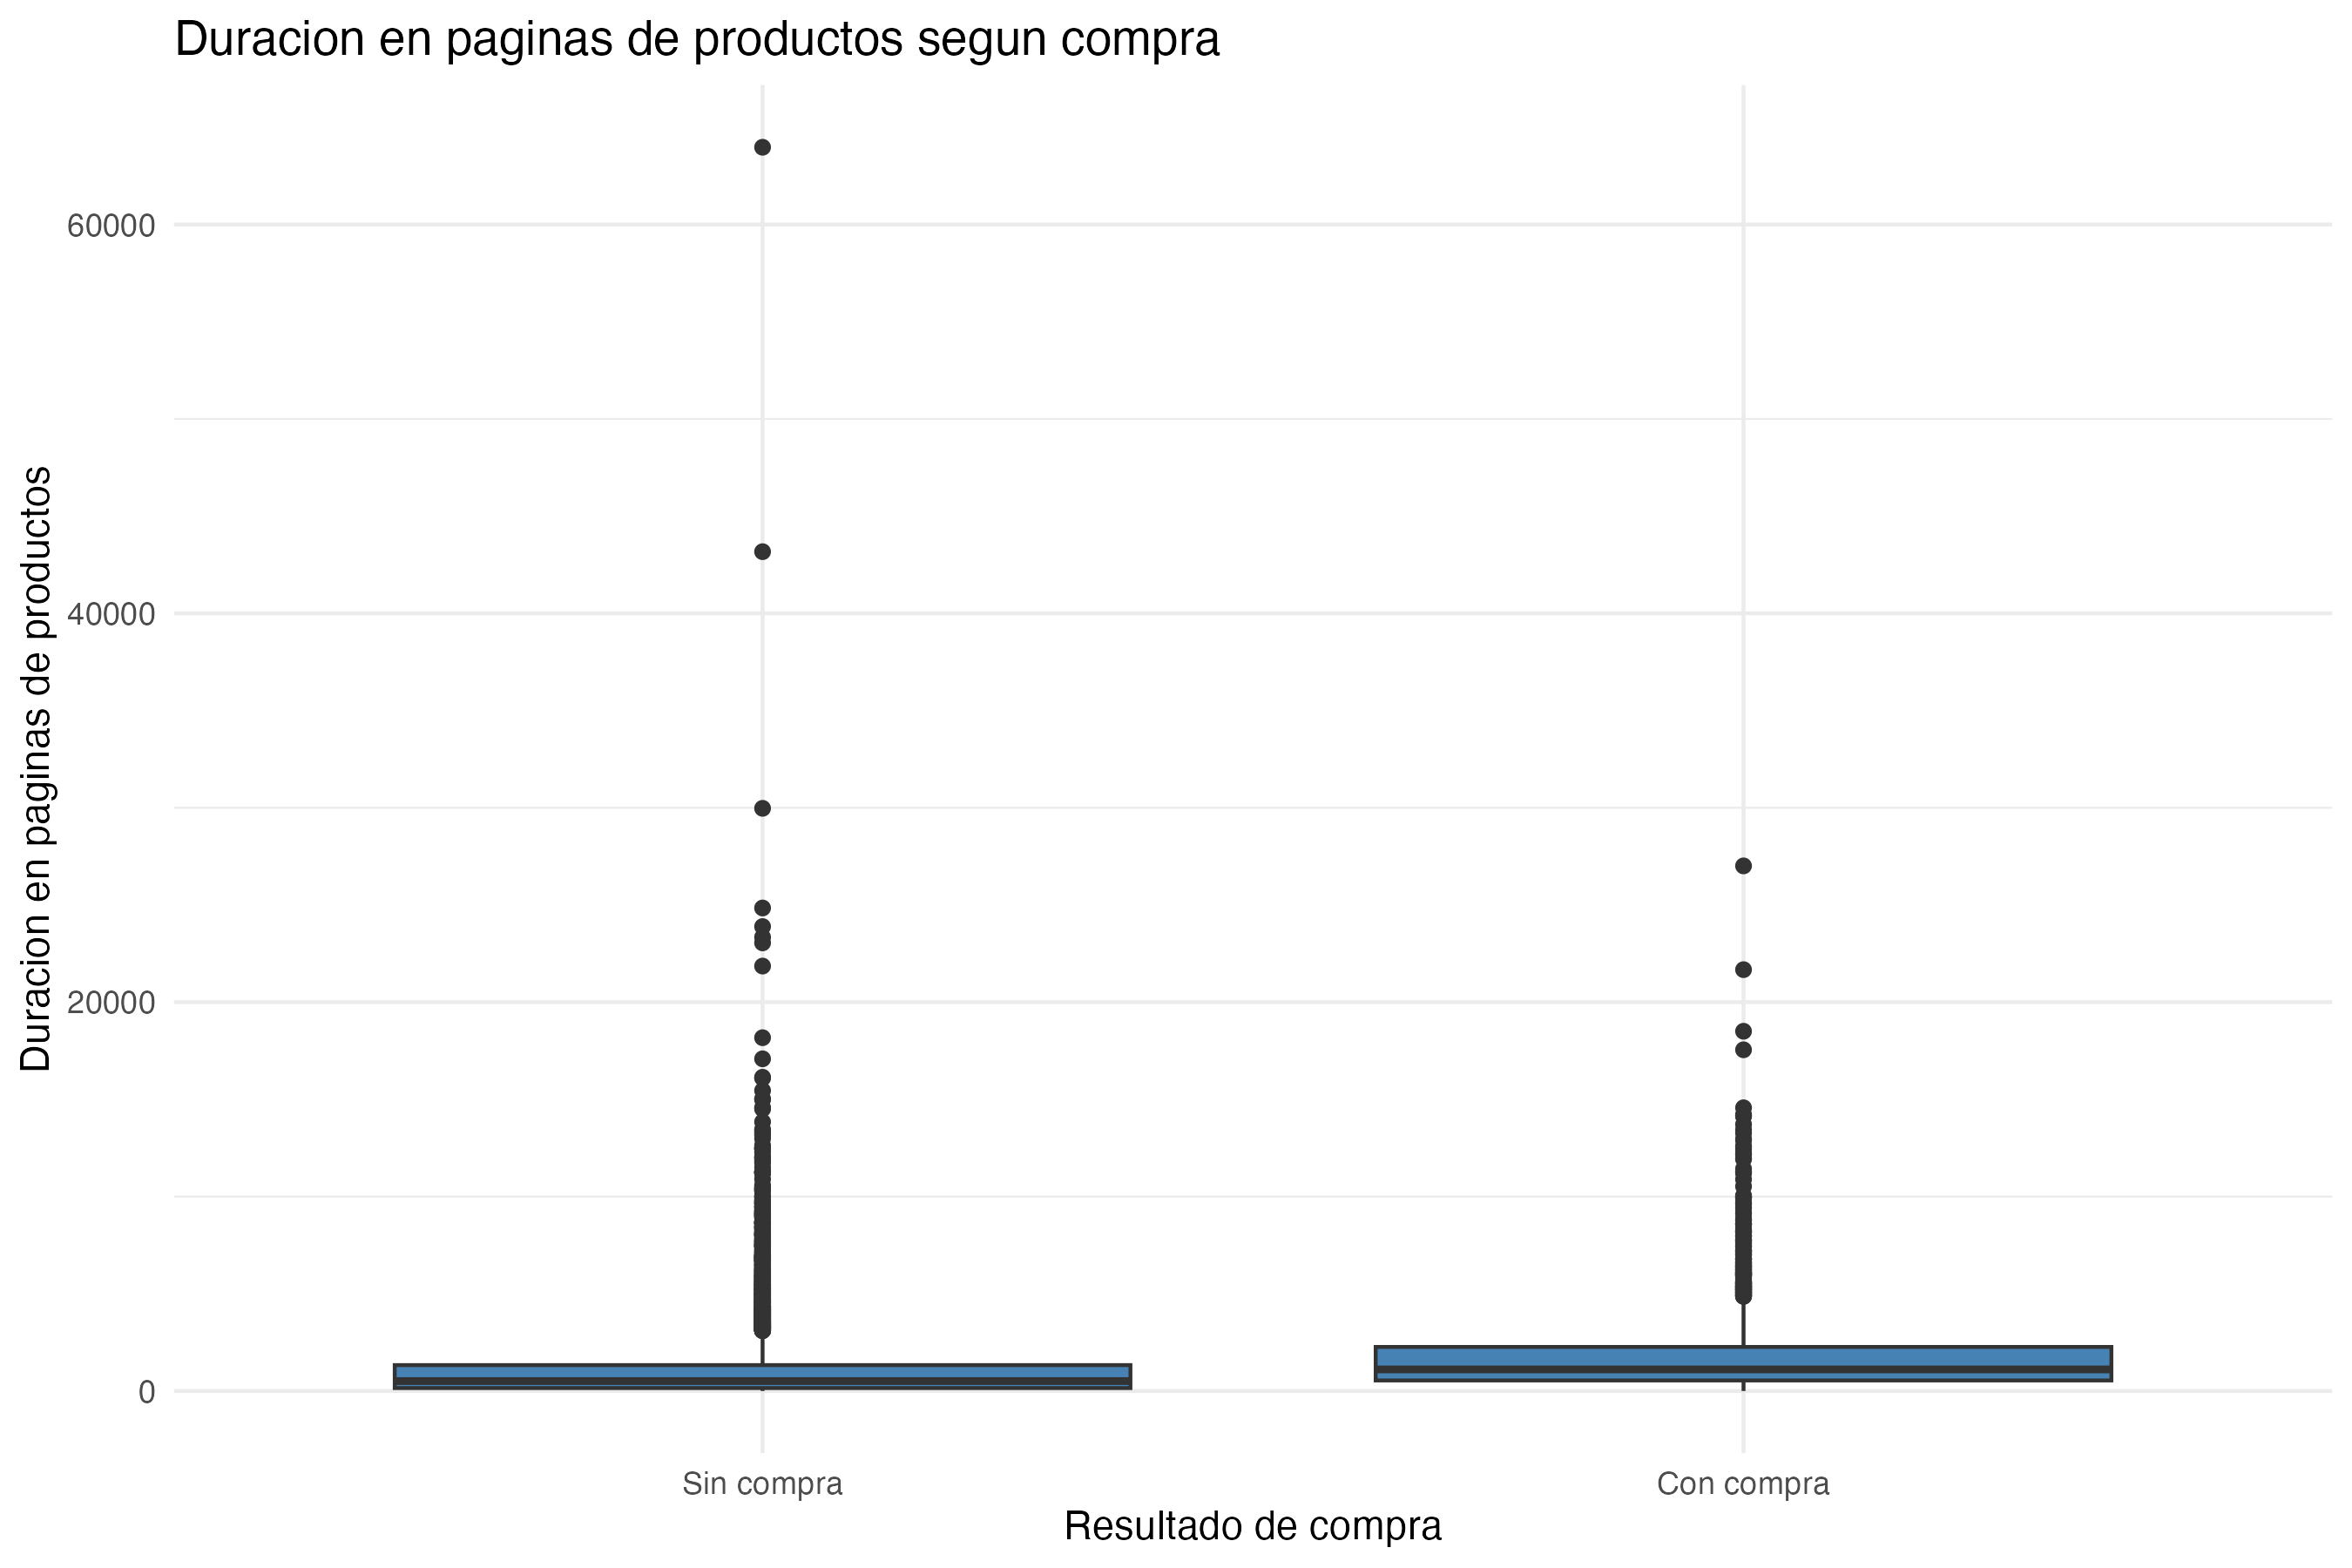 Duracion en paginas de productos segun compra
Duracion en paginas de productos
60000
40000
20000
0
Sin compra
Con compra
Resultado de compra